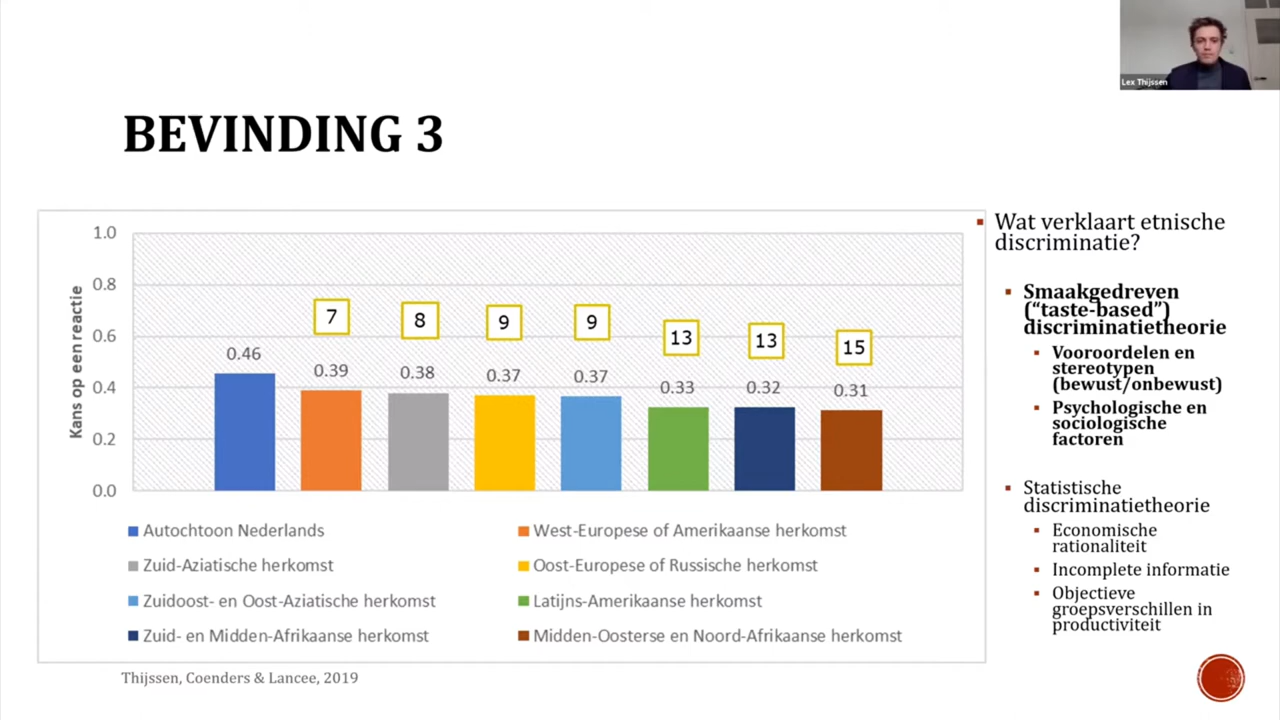 Lex Thijssen
BEVINDING 3
Kans op een reactie
1.0
0.8
0.6
0.4
0.2
0.0
7
8
9
9
13
13
15
0.46
0.39
0.38
0.37
0.37
0.33
0.32
0.31
Autochtoon Nederlands
West-Europese of Amerikaanse herkomst
Zuid-Aziatische herkomst
Oost-Europese of Russische herkomst
Zuidoost- en Oost-Aziatische herkomst
Latijns-Amerikaanse herkomst
Zuid- en Midden-Afrikaanse herkomst
Midden-Oosterse en Noord-Afrikaanse herkomst
Thijssen, Coenders & Lancee, 2019
Wat verklaart etnische
discriminatie?
Smaakgedreven
(“taste-based”)
discriminatietheorie
Vooroordelen en
stereotypen
(bewust/onbewust)
Psychologische en
sociologische
factoren
Statistische
discriminatietheorie
Economische
rationaliteit
Incomplete informatie
Objectieve
groepsverschillen in
productiviteit